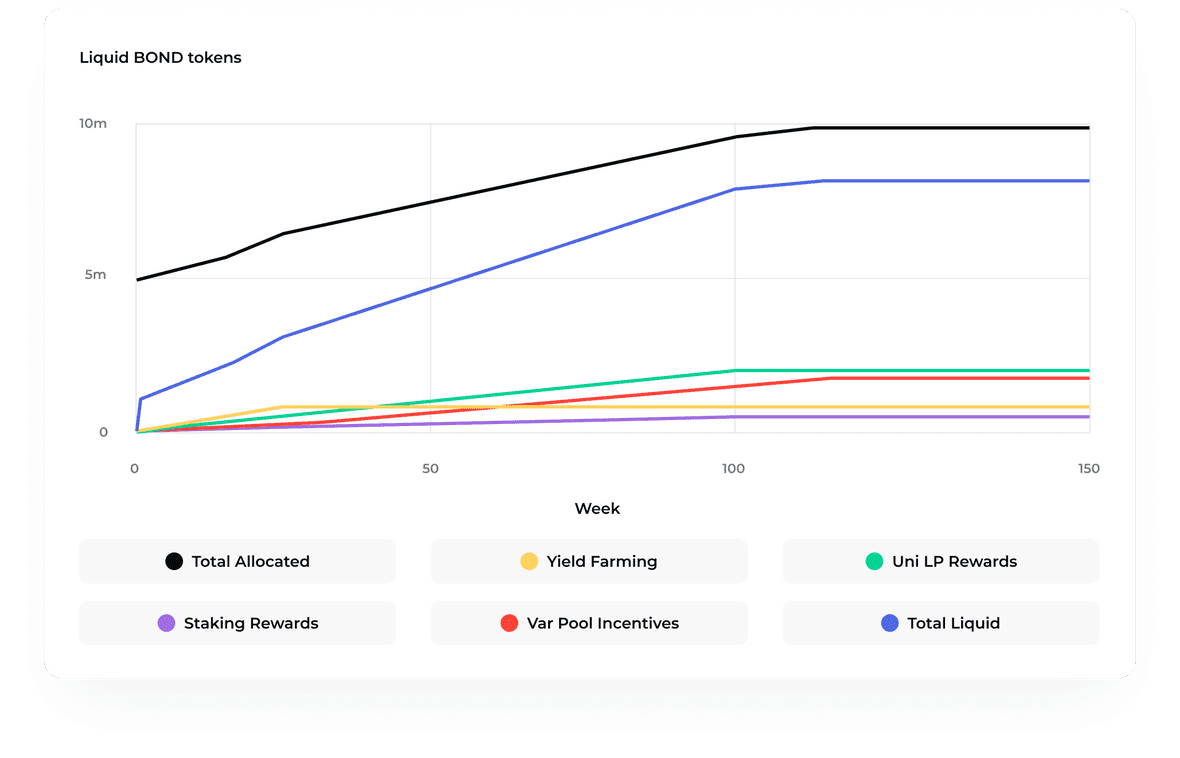 Liquid BOND tokens
10m
5m
0
0 50 100 150
Week
Total Allocated Yield Farming Uni LP Rewards
Staking Rewards Var Pool Incentives Total Liquid